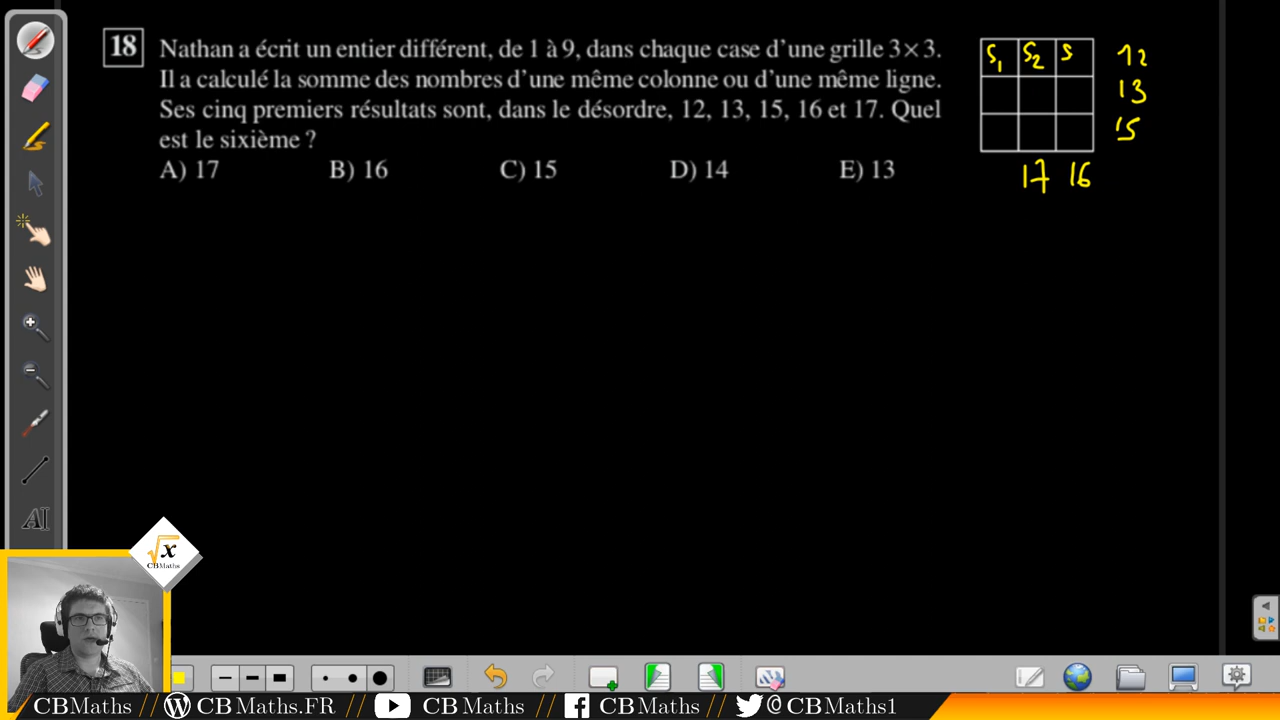 18 Nathan a écrit un entier différent, de 1 à 9, dans chaque case d'une grille 3×3.
Il a calculé la somme des nombres d'une même colonne ou d'une même ligne.
Ses cinq premiers résultats sont, dans le désordre, 12, 13, 15, 16 et 17. Quel
est le sixième ?
A) 17 B) 16 C) 15 D) 14 E) 13
S1 S2 S 12
13
15
17 16
AI
√x
CBMaths
CBMaths // CBMaths.FR // CBMaths // CBMaths // @CBMaths1 //